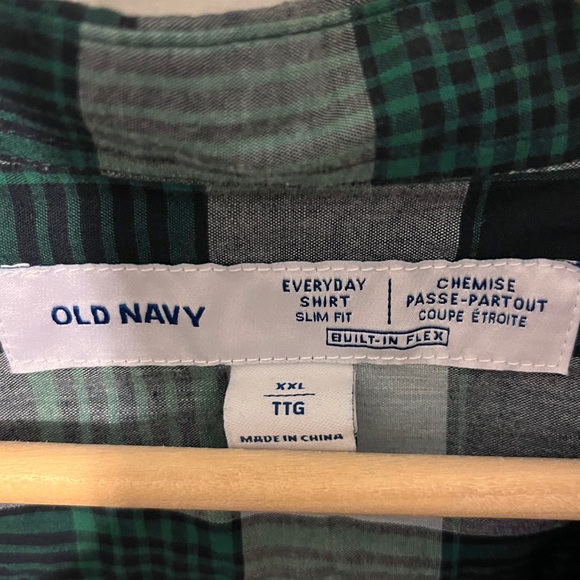 OLD NAVY
EVERYDAY
SHIRT
SLIM FIT
CHEMISE
PASSE-PARTOUT
COUPE ÉTROITE
BUILT-IN FLEX
XXL
TTG
MADE IN CHINA